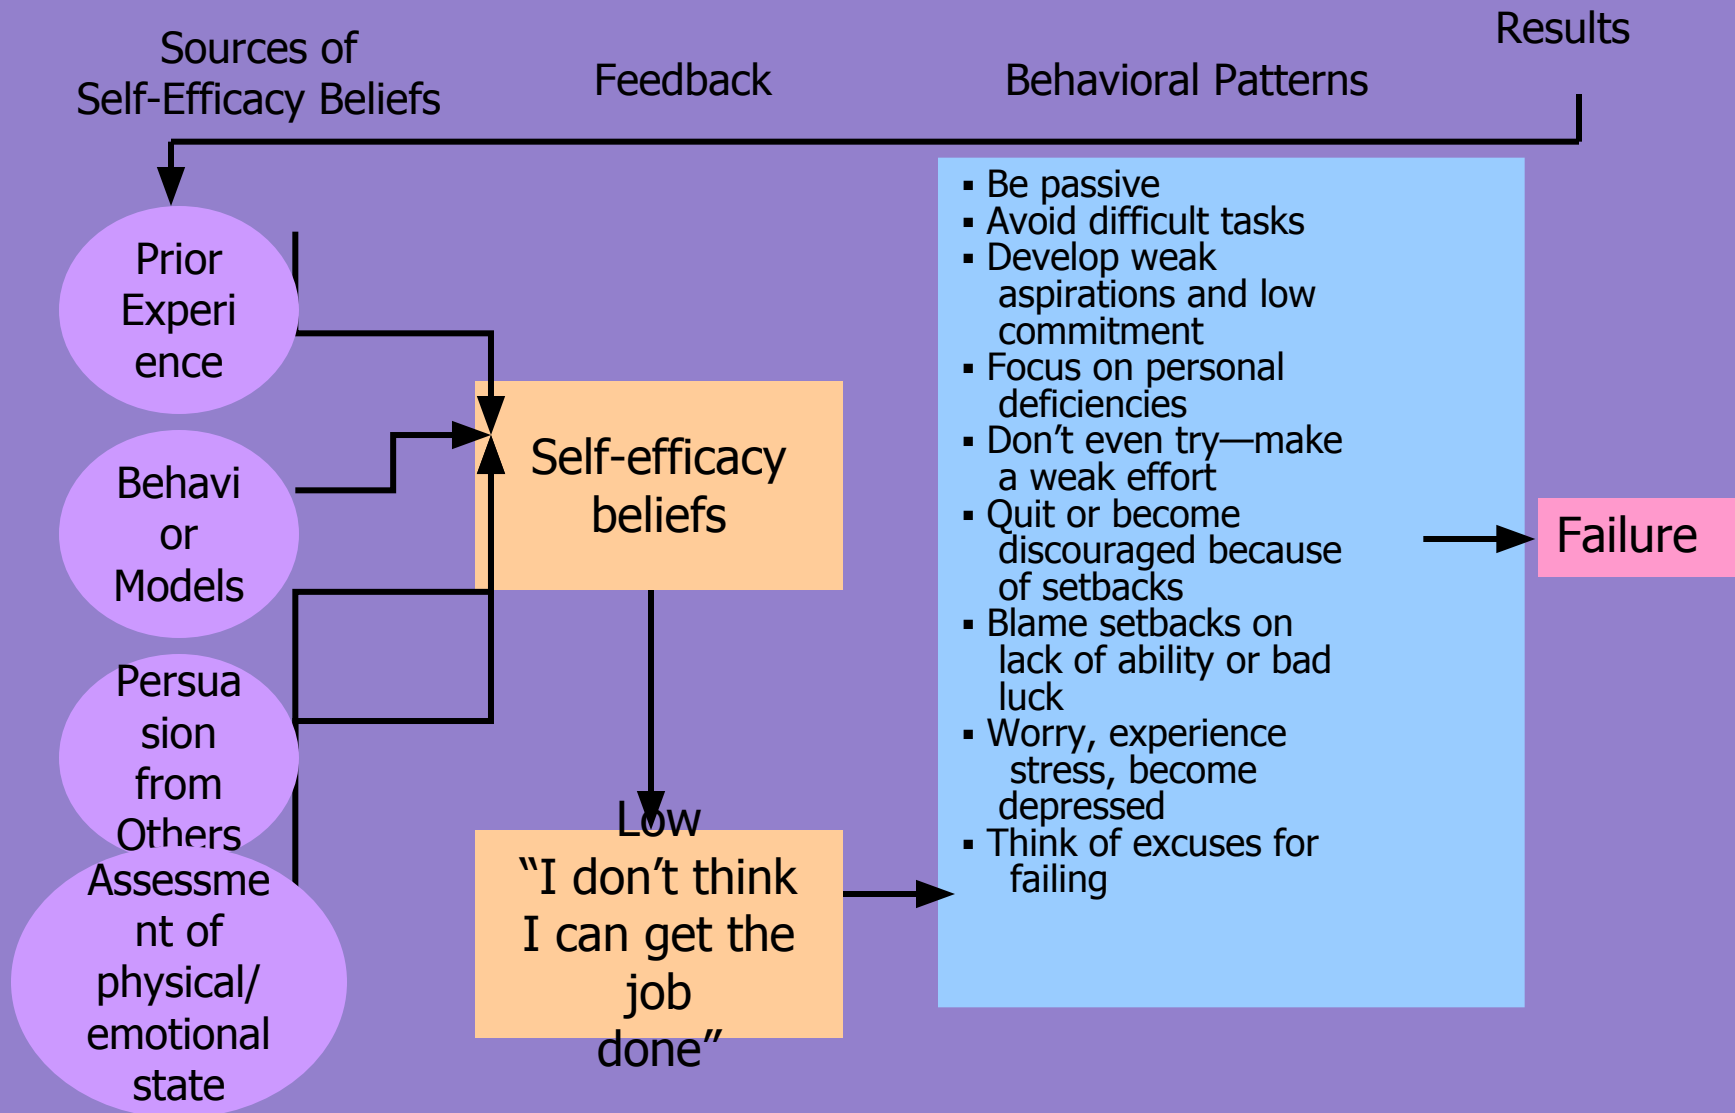 Sources of
Self-Efficacy Beliefs
Feedback
Behavioral Patterns
Results
Prior
Experi
ence
Behavi
or
Models
Persua
sion
from
Others
Assessme
nt of
physical/
emotional
state
Self-efficacy
beliefs
Low
“I don’t think
I can get the
job
done”
▪ Be passive
▪ Avoid difficult tasks
▪ Develop weak
aspirations and low
commitment
▪ Focus on personal
deficiencies
▪ Don’t even try—make
a weak effort
▪ Quit or become
discouraged because
of setbacks
▪ Blame setbacks on
lack of ability or bad
luck
▪ Worry, experience
stress, become
depressed
▪ Think of excuses for
failing
Failure